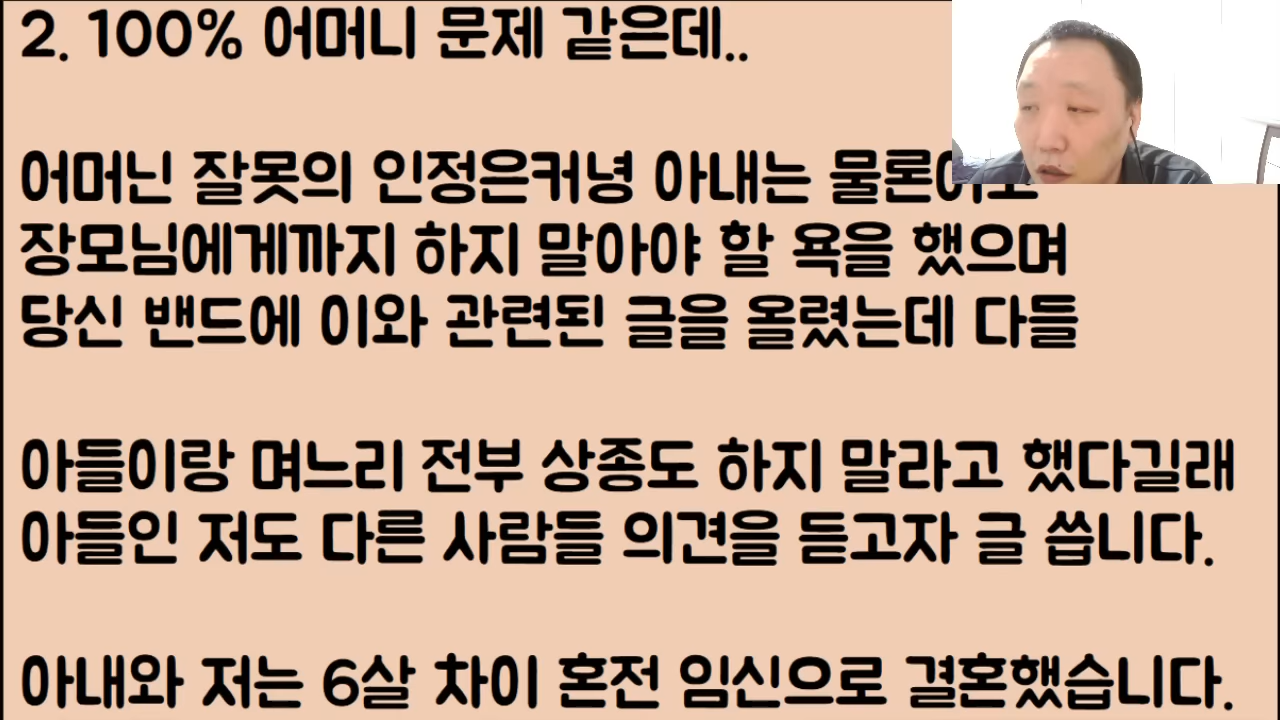 2. 100% 어머니 문제 같은데..
어머닌 잘못의 인정은커녕 아내는
장모님에게까지 하지 말아야 할 욕을 했으며
당신 밴드에 이와 관련된 글을 올렸는데 다들
아들이랑 며느리 전부 상종도 하지 말라고 했다길래
아들인 저도 다른 사람들 의견을 듣고자 글 씁니다.
아내와 저는 6살 차이 혼전 임신으로 결혼했습니다.